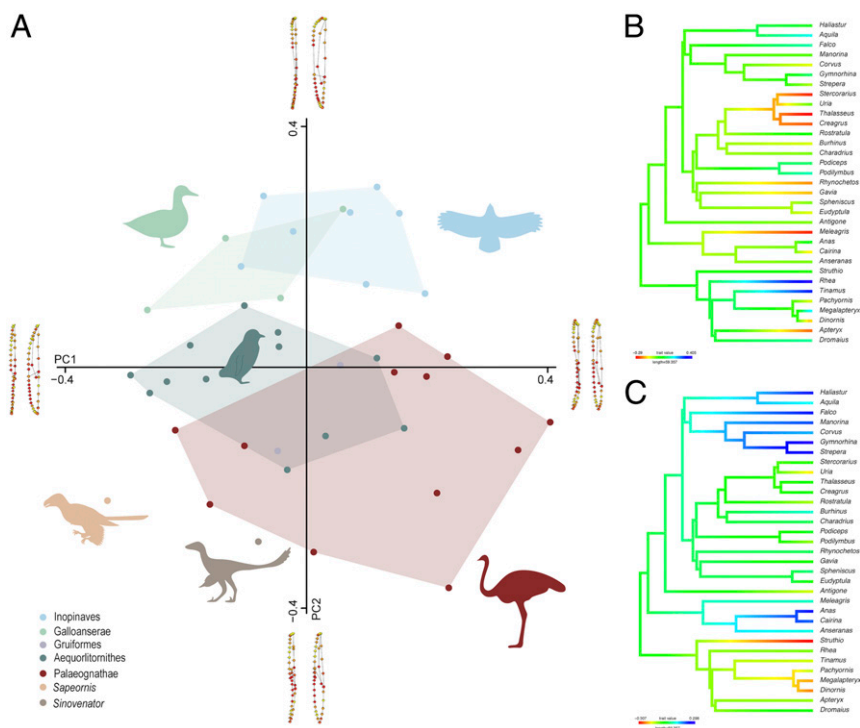 A
0.4
PC1
−0.4
0.4
−0.4
PC2
Inopinaves
Galloanserae
Gruiformes
Aequorlitornithes
Palaeognathae
Sapeornis
Sinovenator
B
Haliastur
Aquila
Falco
Manorina
Corvus
Gymnorhina
Strepera
Stercorarius
Uria
Thalasseus
Creagrus
Rostratula
Burhinus
Charadrius
Podiceps
Podilymbus
Rhynochetos
Gavia
Spheniscus
Eudyptula
Antigone
Meleagris
Anas
Cairina
Anseranas
Struthio
Rhea
Tinamus
Pachyornis
Megalapteryx
Dinornis
Apteryx
Dromaius
trait value
C
Haliastur
Aquila
Falco
Manorina
Corvus
Gymnorhina
Strepera
Stercorarius
Uria
Thalasseus
Creagrus
Rostratula
Burhinus
Charadrius
Podiceps
Podilymbus
Rhynochetos
Gavia
Spheniscus
Eudyptula
Antigone
Meleagris
Anas
Cairina
Anseranas
Struthio
Rhea
Tinamus
Pachyornis
Megalapteryx
Dinornis
Apteryx
Dromaius
trait value